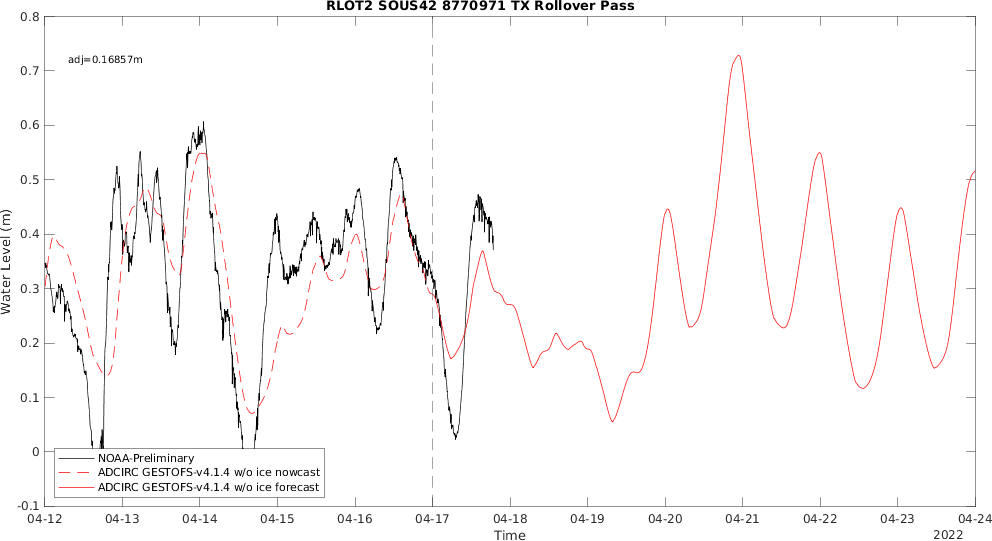 RLOT2 SOUS42 8770971 TX Rollover Pass
adj=0.16857m
Water Level (m)
0.8
0.7
0.6
0.5
0.4
0.3
0.2
0.1
0
-0.1
NOAA-Preliminary
ADCIRC GESTOFS-v4.1.4 w/o ice nowcast
ADCIRC GESTOFS-v4.1.4 w/o ice forecast
04-12 04-13 04-14 04-15 04-16 04-17 04-18 04-19 04-20 04-21 04-22 04-23 04-24
Time
2022